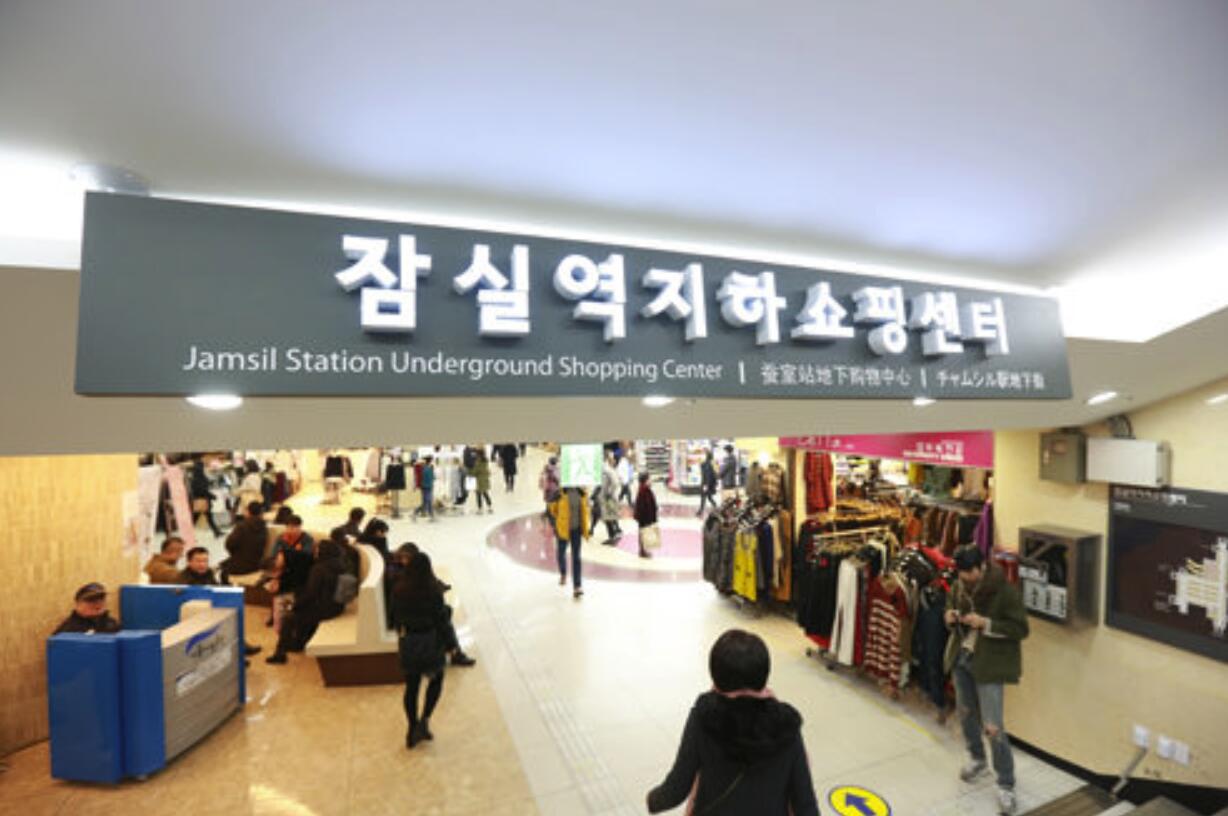 잠실역지하쇼핑센터
Jamsil Station Underground Shopping Center | 蚕室站地下购物中心 | チャムシル駅地下街